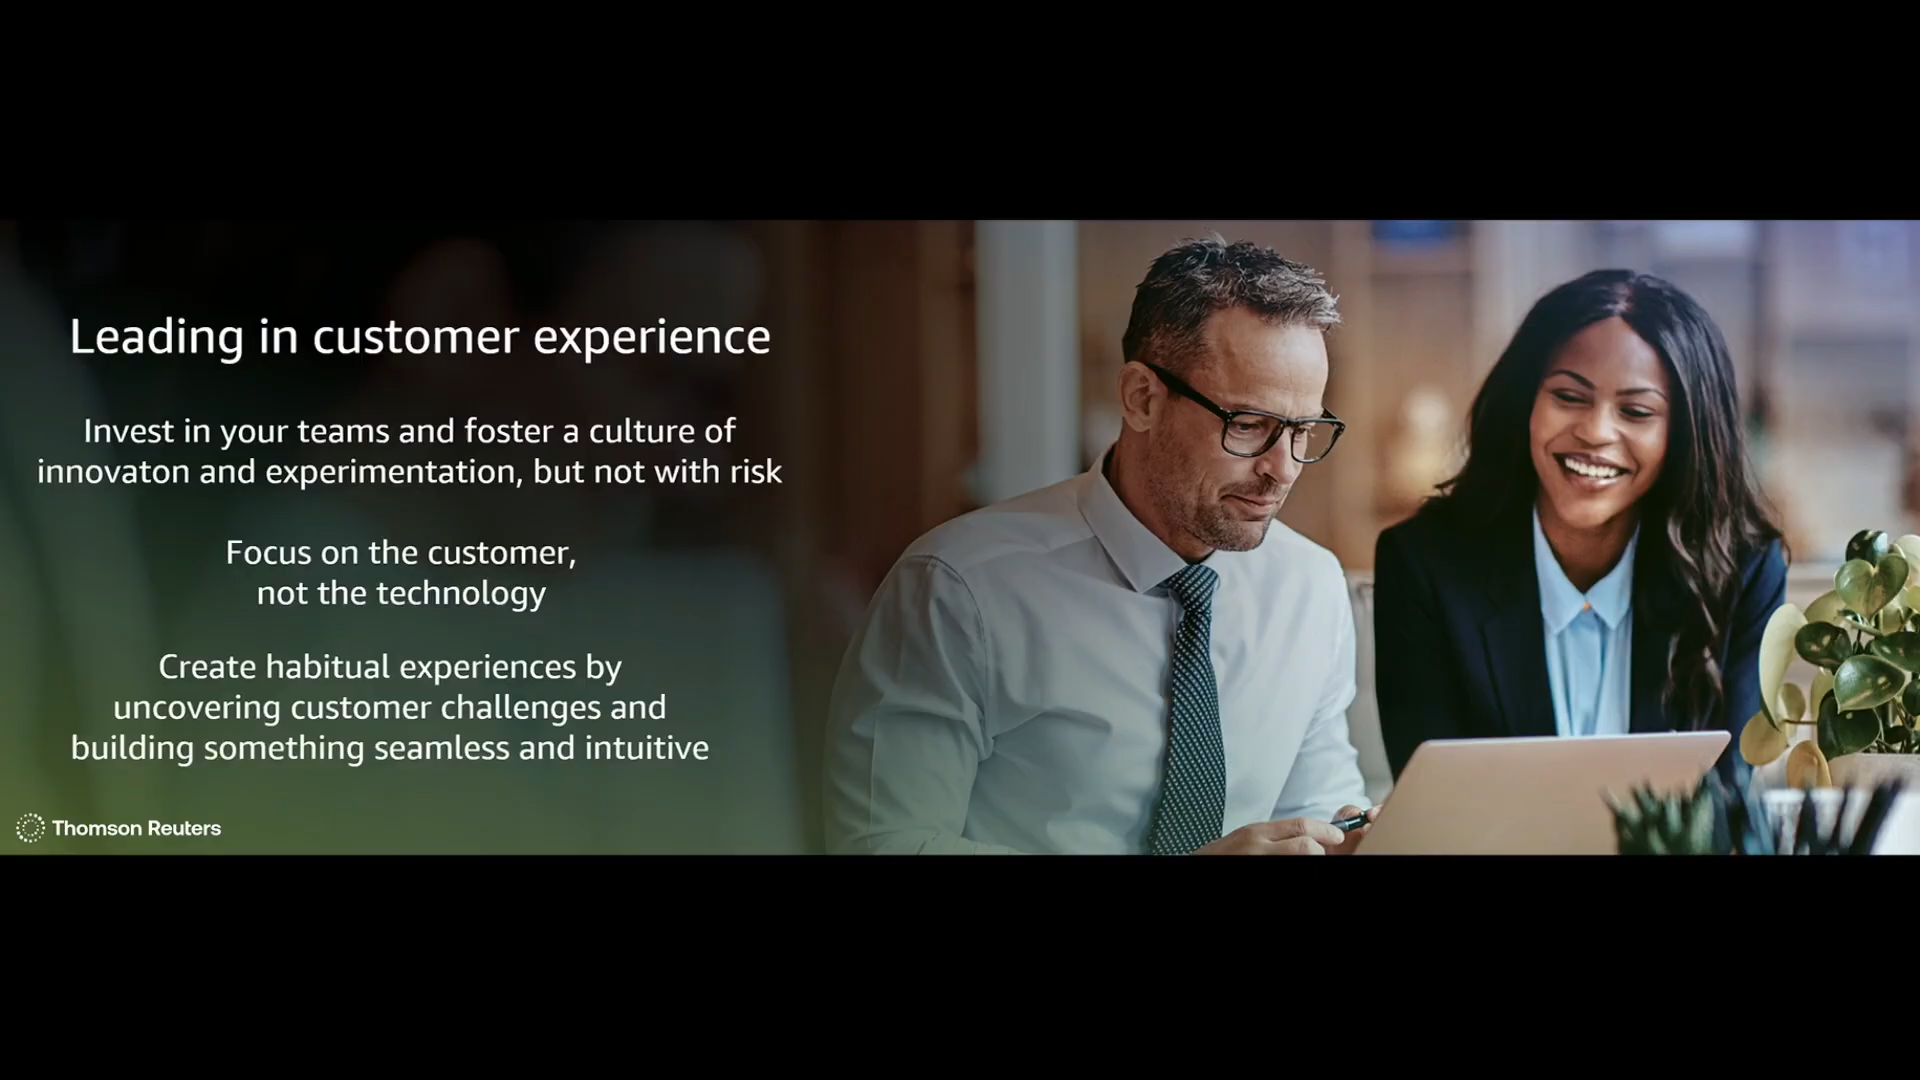 Leading in customer experience
Invest in your teams and foster a culture of
innovaton and experimentation, but not with risk
Focus on the customer,
not the technology
Create habitual experiences by
uncovering customer challenges and
building something seamless and intuitive
Thomson Reuters